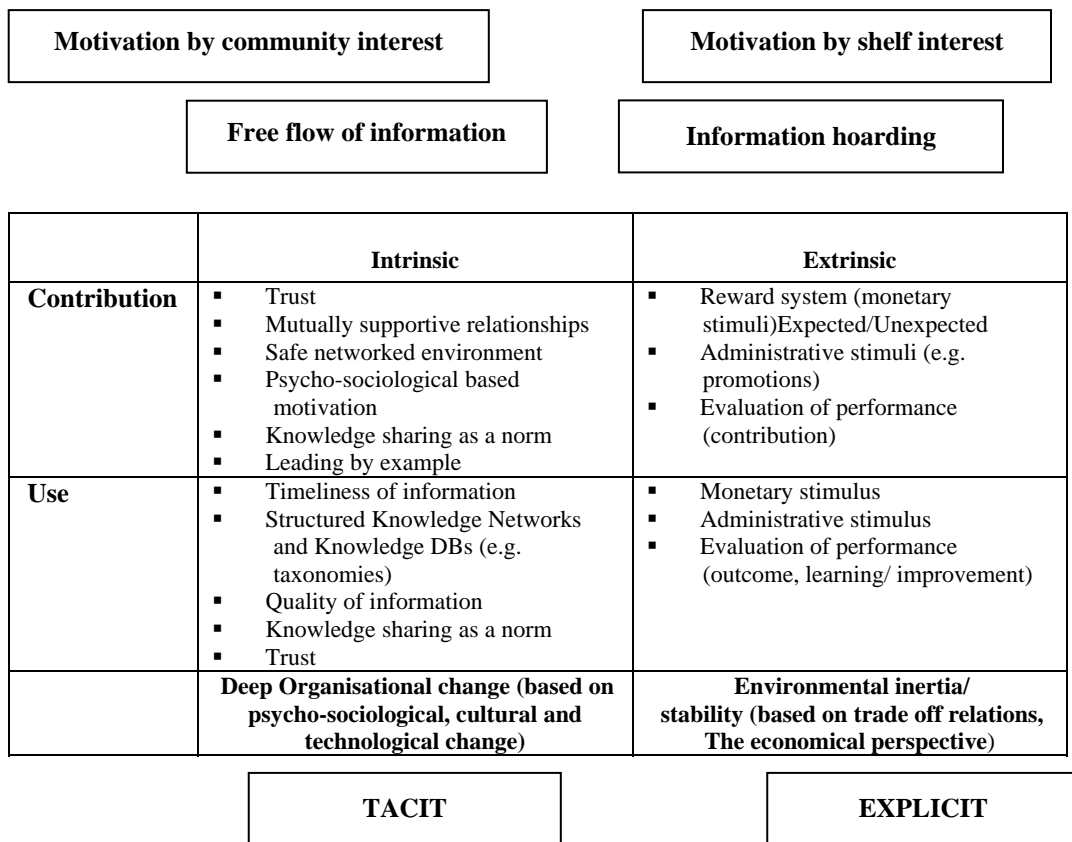 Motivation by community interest
Motivation by shelf interest
Free flow of information
Information hoarding
Intrinsic
Extrinsic
Contribution
▪ Trust
▪ Mutually supportive relationships
▪ Safe networked environment
▪ Psycho-sociological based
motivation
▪ Knowledge sharing as a norm
▪ Leading by example
▪ Reward system (monetary
stimuli)Expected/Unexpected
▪ Administrative stimuli (e.g.
promotions)
▪ Evaluation of performance
(contribution)
Use
▪ Timeliness of information
▪ Structured Knowledge Networks
and Knowledge DBs (e.g.
taxonomies)
▪ Quality of information
▪ Knowledge sharing as a norm
▪ Trust
▪ Monetary stimulus
▪ Administrative stimulus
▪ Evaluation of performance
(outcome, learning/ improvement)
Deep Organisational change (based on
psycho-sociological, cultural and
technological change)
Environmental inertia/
stability (based on trade off relations,
The economical perspective)
TACIT
EXPLICIT